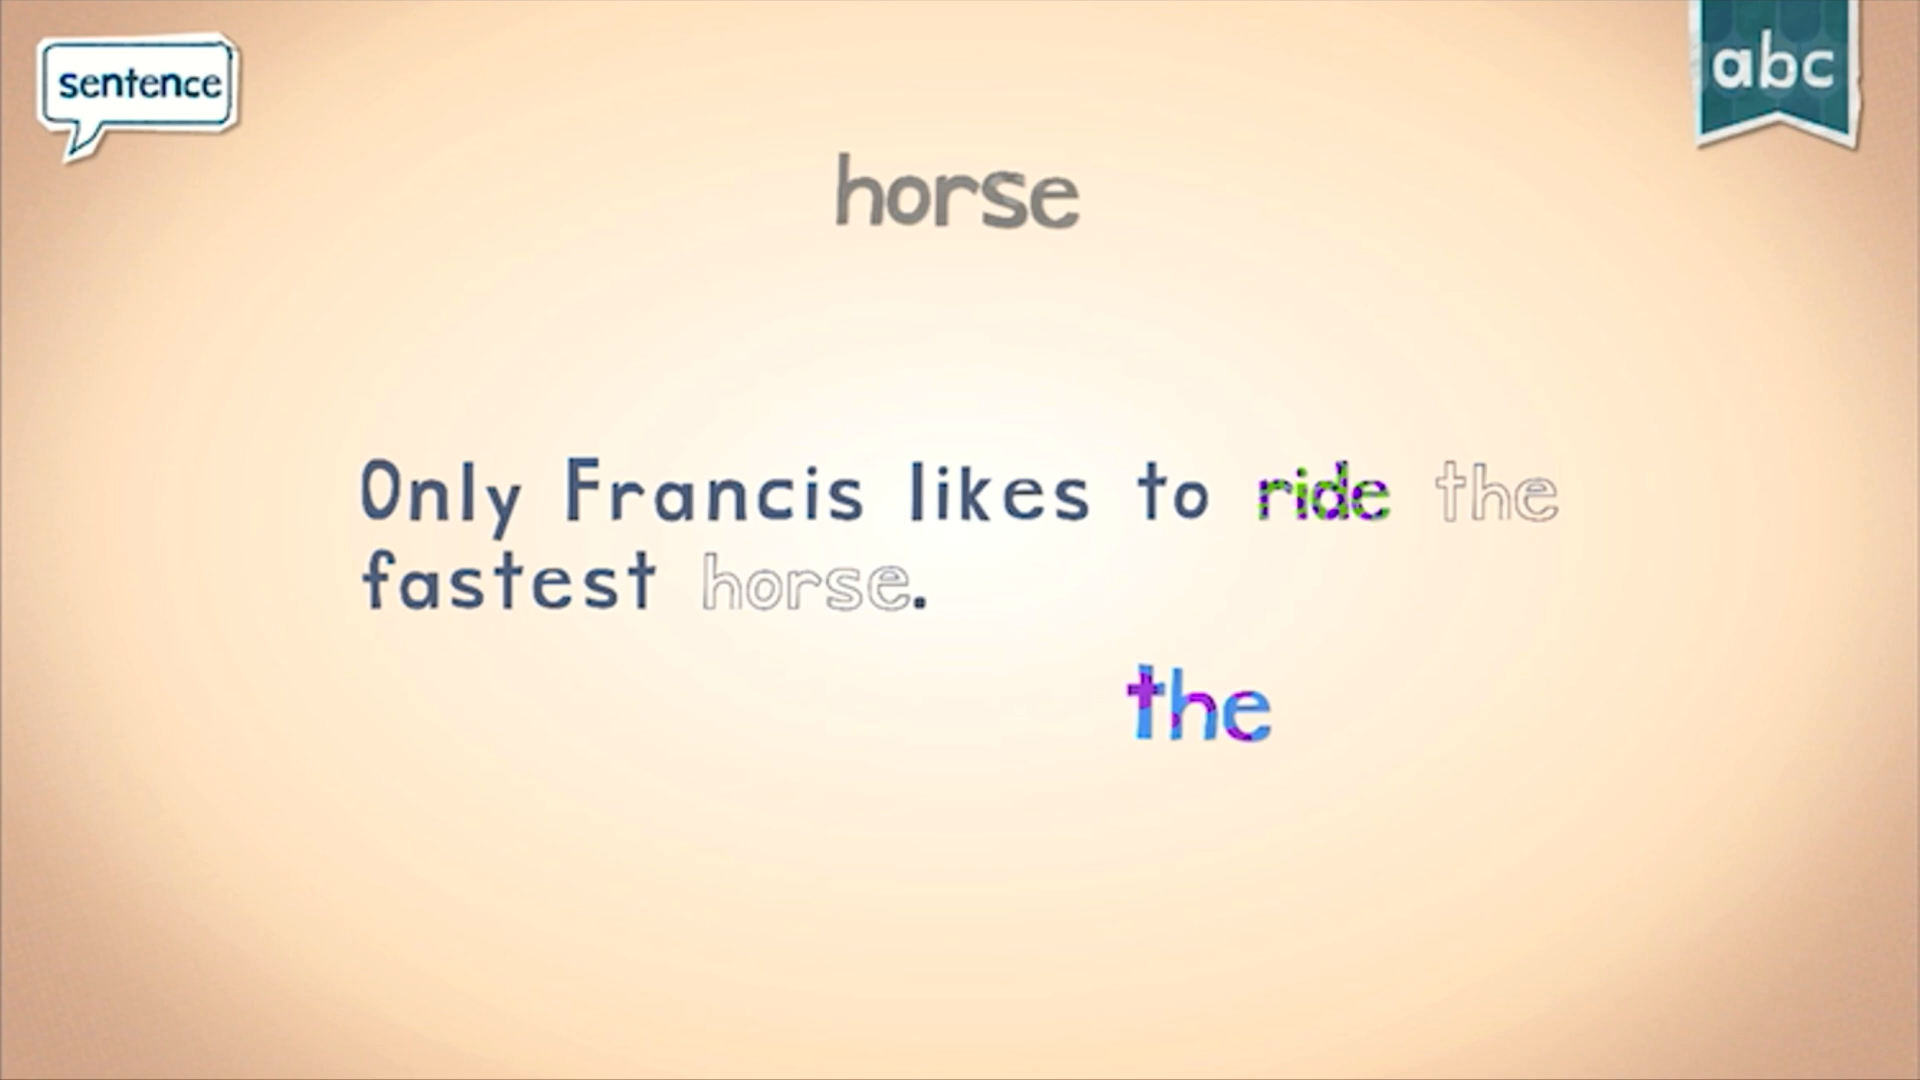 sentence
abc
horse
Only Francis likes to ride the
fastest horse.
the